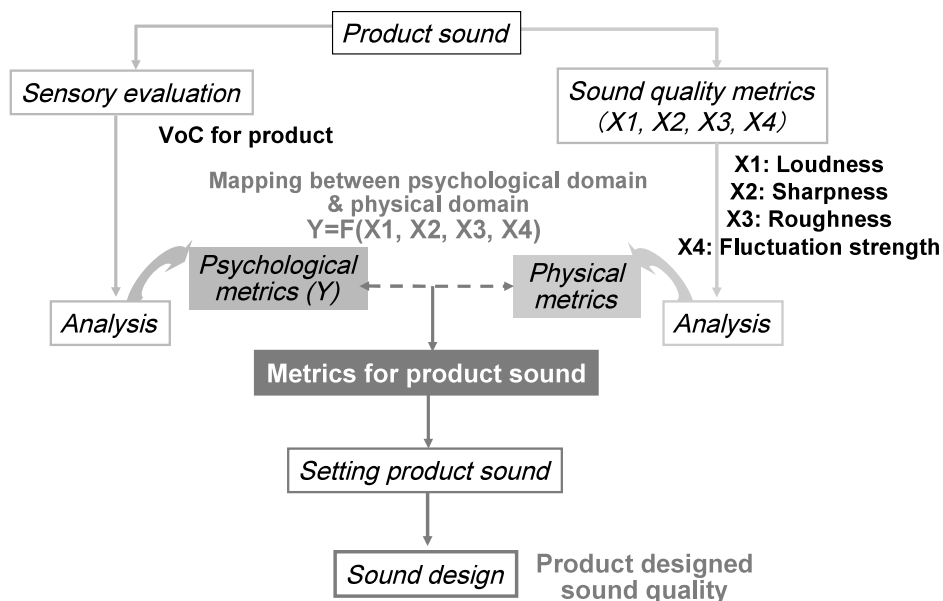 Product sound
Sensory evaluation
Sound quality metrics
(X1, X2, X3, X4)
VoC for product
X1: Loudness
X2: Sharpness
X3: Roughness
X4: Fluctuation strength
Mapping between psychological domain
& physical domain
Y=F(X1, X2, X3, X4)
Psychological
metrics (Y)
Physical
metrics
Analysis
Analysis
Metrics for product sound
Setting product sound
Sound design
Product designed
sound quality